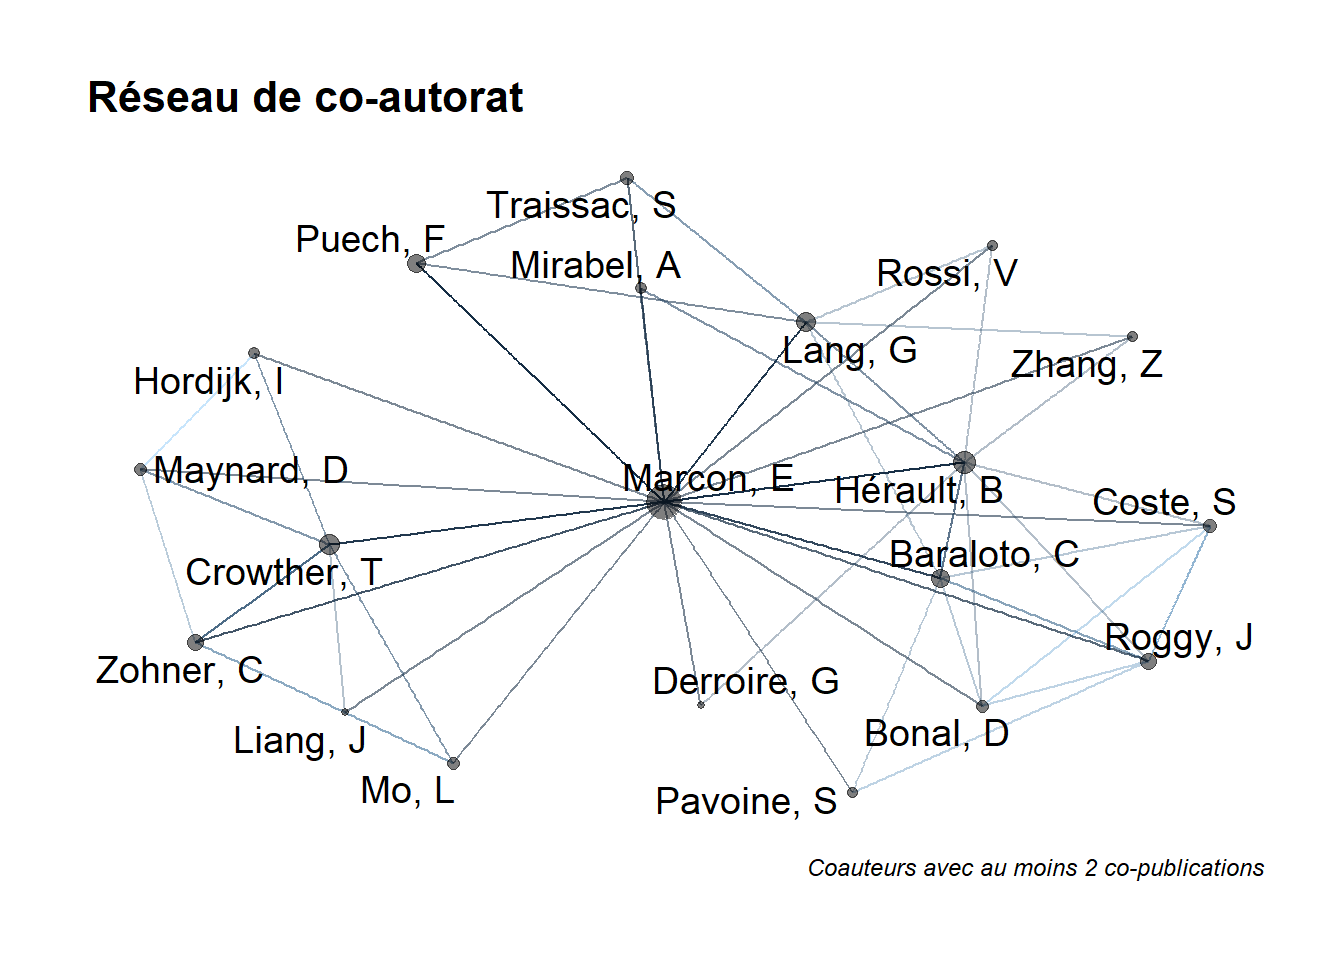 Réseau de co-autorat
Traissac, S
Puech, F
Mirabel, A
Rossi, V
Lang, G
Zhang, Z
Hordijk, I
Maynard, D
Marcon, E
Hérault, B
Coste, S
Baraloto, C
Crowther, T
Roggy, J
Zohner, C
Derroire, G
Bonal, D
Liang, J
Mo, L
Pavoine, S
Coauteurs avec au moins 2 co-publications